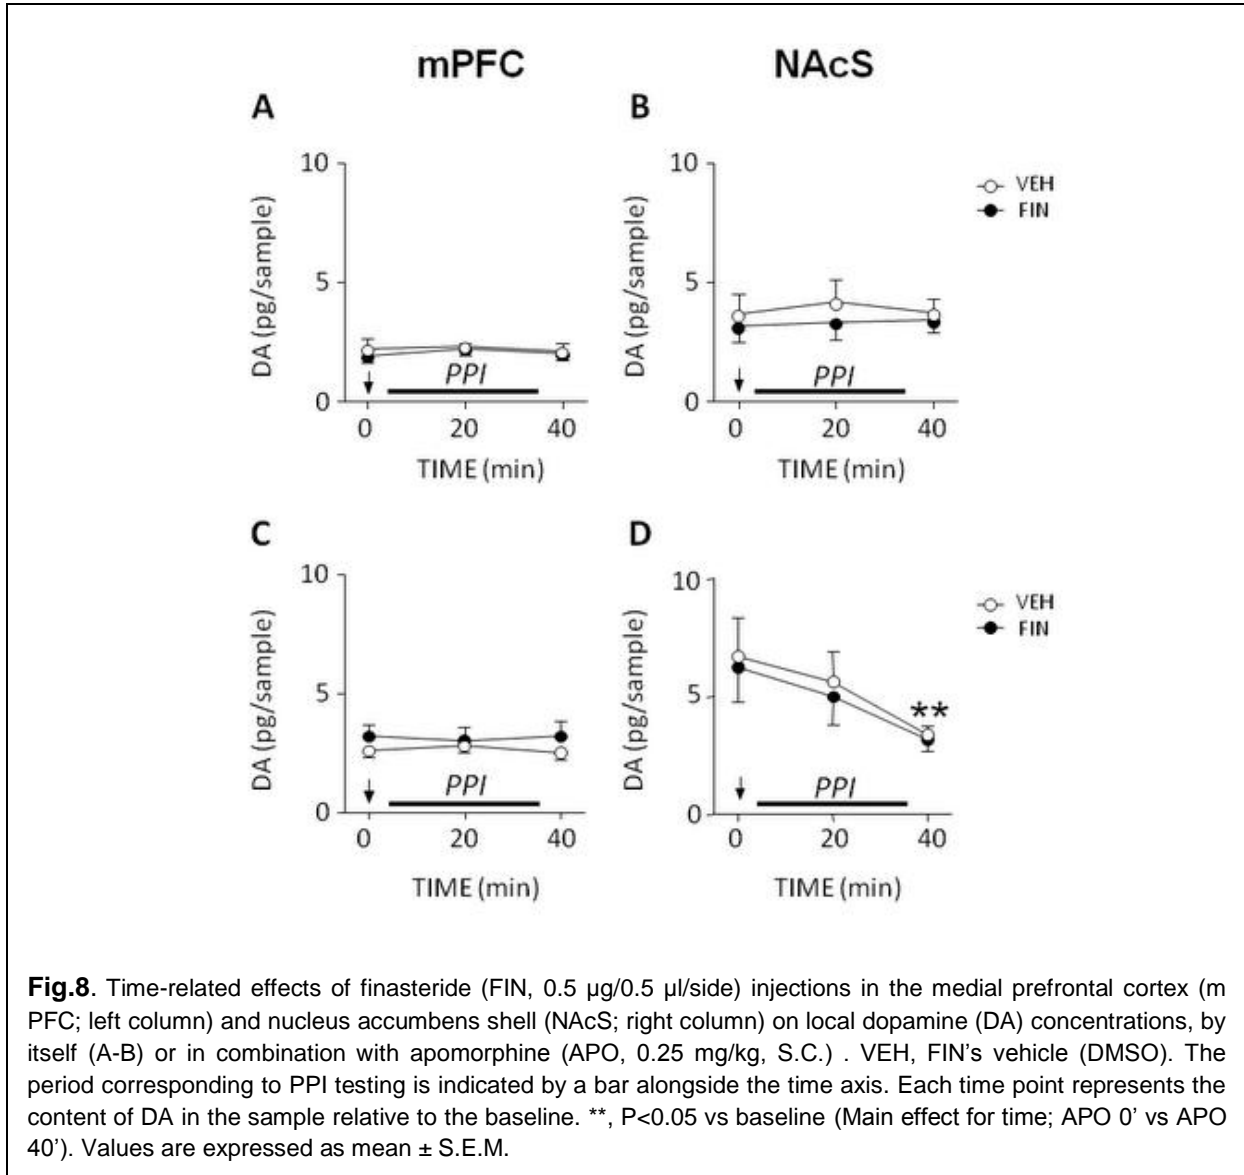 mPFC
NAcS
A
B
10
5
0
DA (pg/sample)
PPI
0 20 40
TIME (min)
10
5
0
DA (pg/sample)
PPI
0 20 40
TIME (min)
VEH
FIN
C
D
10
5
0
DA (pg/sample)
PPI
0 20 40
TIME (min)
10
5
0
DA (pg/sample)
**
PPI
0 20 40
TIME (min)
VEH
FIN
Fig.8. Time-related effects of finasteride (FIN, 0.5 µg/0.5 µl/side) injections in the medial prefrontal cortex (m
PFC; left column) and nucleus accumbens shell (NAcS; right column) on local dopamine (DA) concentrations, by
itself (A-B) or in combination with apomorphine (APO, 0.25 mg/kg, S.C.) . VEH, FIN’s vehicle (DMSO). The
period corresponding to PPI testing is indicated by a bar alongside the time axis. Each time point represents the
content of DA in the sample relative to the baseline. **, P<0.05 vs baseline (Main effect for time; APO 0’ vs APO
40’). Values are expressed as mean ± S.E.M.